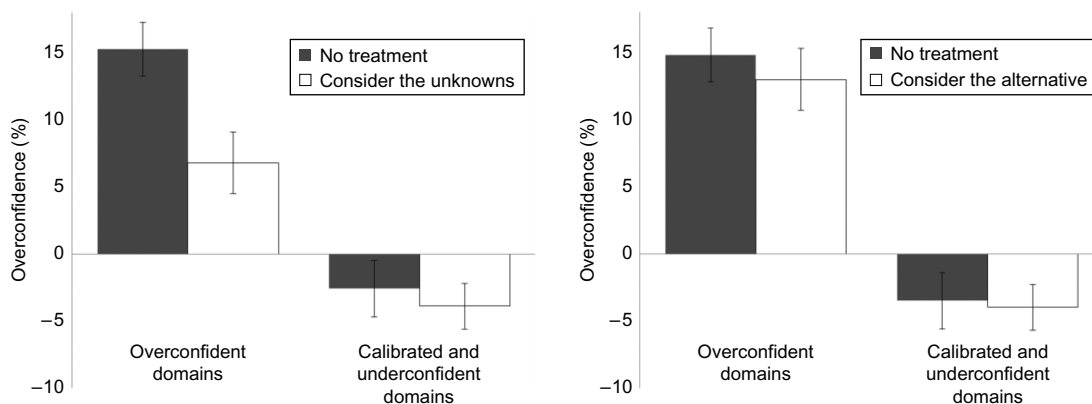 Overconfidence (%)
15
10
5
0
–5
–10
No treatment
Consider the unknowns
Overconfident
domains
Calibrated and
underconfident
domains
Overconfidence (%)
15
10
5
0
–5
–10
No treatment
Consider the alternative
Overconfident
domains
Calibrated and
underconfident
domains